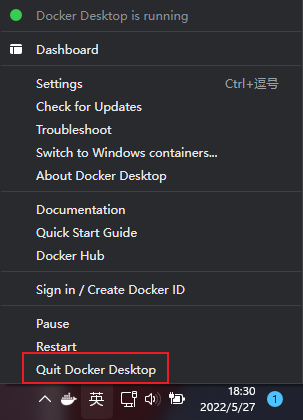 Docker Desktop is running
Dashboard
Settings Ctrl+逗号
Check for Updates
Troubleshoot
Switch to Windows containers...
About Docker Desktop
Documentation
Quick Start Guide
Docker Hub
Sign in / Create Docker ID
Pause
Restart
Quit Docker Desktop
英 18:30
2022/5/27 1